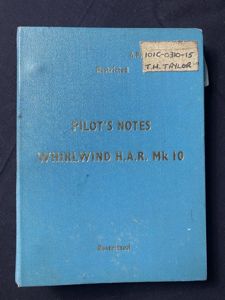 A.P. 101C-0310-15
T.H. TAYLOR
Restricted
PILOT'S NOTES
WHIRLWIND H.A.R. Mk 10
Restricted